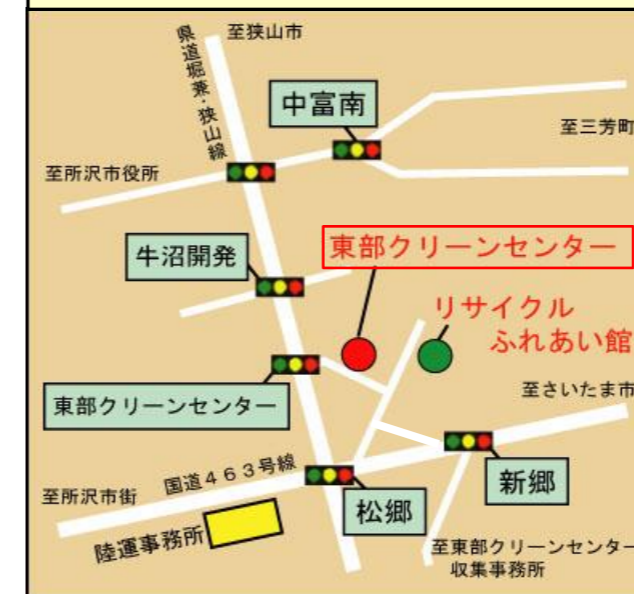 至狭山市
県道堀兼・狭山線
中富南
至三芳町
至所沢市役所
牛沼開発
東部クリーンセンター
リサイクル
ふれあい館
東部クリーンセンター
至さいたま市
国道463号線
至所沢市街
松郷
新郷
陸運事務所
至東部クリーンセンター
収集事務所